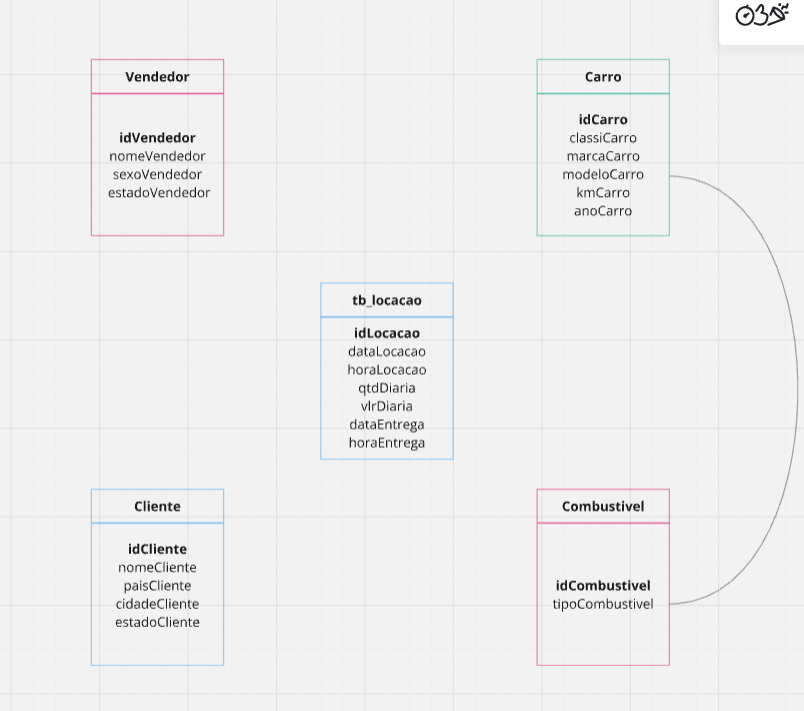 Vendedor
idVendedor
nomeVendedor
sexoVendedor
estadoVendedor
Carro
idCarro
classiCarro
marcaCarro
modeloCarro
kmCarro
anoCarro
tb_locacao
idLocacao
dataLocacao
horaLocacao
qtdDiaria
vlrDiaria
dataEntrega
horaEntrega
Cliente
idCliente
nomeCliente
paisCliente
cidadeCliente
estadoCliente
Combustivel
idCombustivel
tipoCombustivel